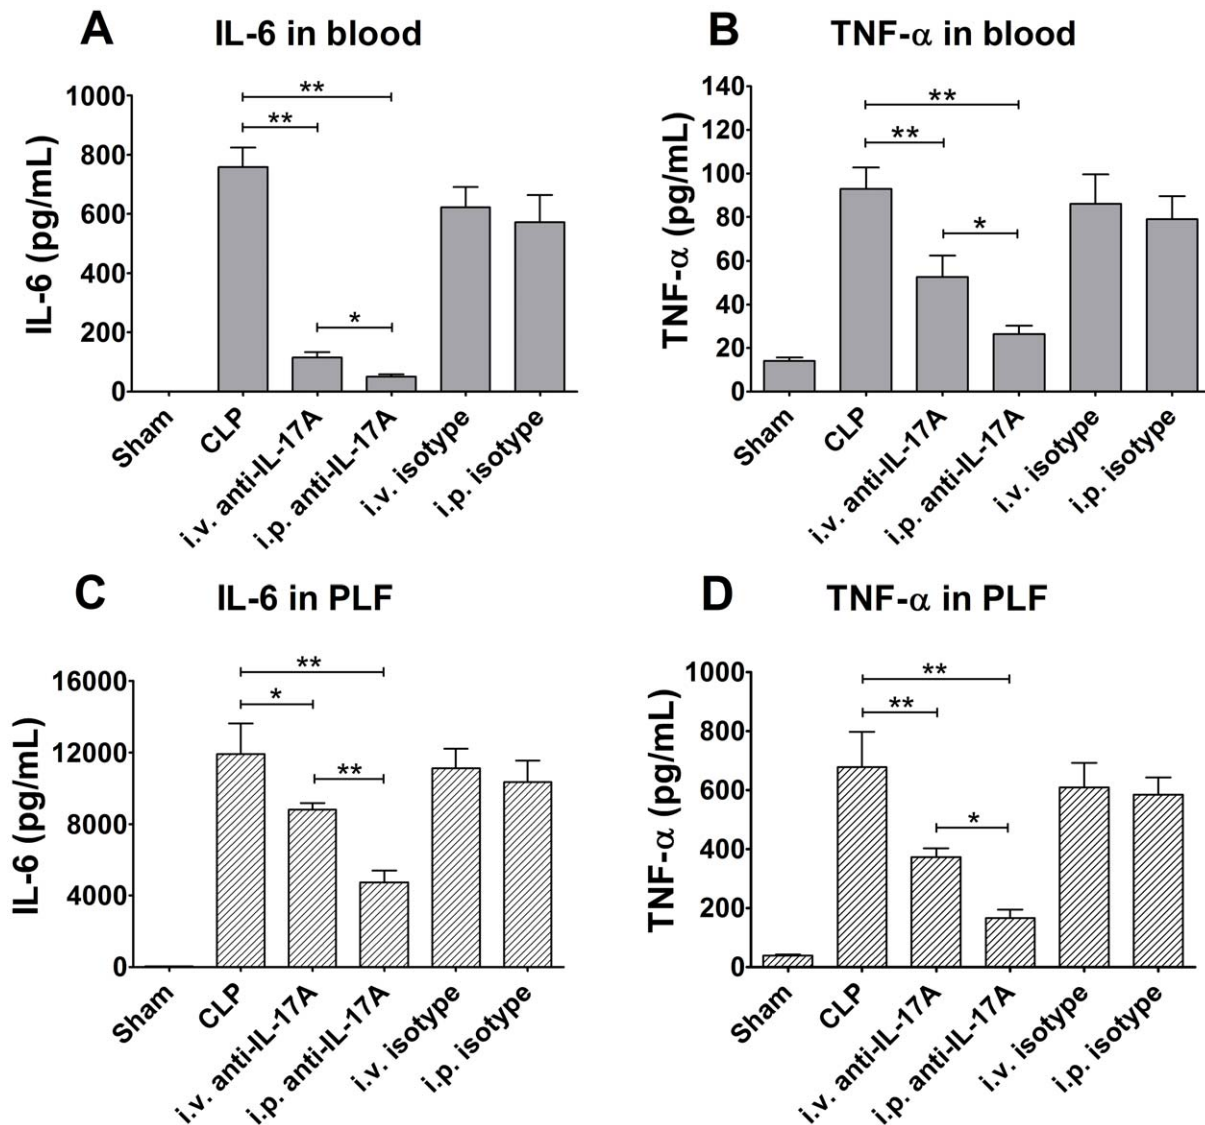 A
IL-6 in blood
IL-6 (pg/mL)
1000
800
600
400
200
0
**
**
*
Sham
CLP
i.v. anti-IL-17A
i.p. anti-IL-17A
i.v. isotype
i.p. isotype
B
TNF-α in blood
TNF-α (pg/mL)
140
120
100
80
60
40
20
0
**
**
*
Sham
CLP
i.v. anti-IL-17A
i.p. anti-IL-17A
i.v. isotype
i.p. isotype
C
IL-6 in PLF
IL-6 (pg/mL)
16000
12000
8000
4000
0
**
*
**
Sham
CLP
i.v. anti-IL-17A
i.p. anti-IL-17A
i.v. isotype
i.p. isotype
D
TNF-α in PLF
TNF-α (pg/mL)
1000
800
600
400
200
0
**
**
*
Sham
CLP
i.v. anti-IL-17A
i.p. anti-IL-17A
i.v. isotype
i.p. isotype